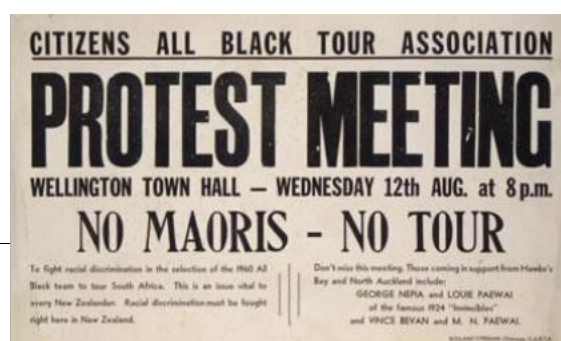 CITIZENS ALL BLACK TOUR ASSOCIATION
PROTEST MEETING
WELLINGTON TOWN HALL — WEDNESDAY 12th AUG. at 8 p.m.
NO MAORIS - NO TOUR
To fight racial discrimination in the selection of the 1960 All
Black team to tour South Africa. This is an issue vital to
every New Zealander. Racial discrimination must be fought
right here in New Zealand.
Don't miss this meeting. Those coming in support from Hawke's
Bay and North Auckland include:
GEORGE NEPIA and LOUIE PAEWAI
of the famous 1924 "Invincibles"
and VINCE BEVAN and M. N. PAEWAI.